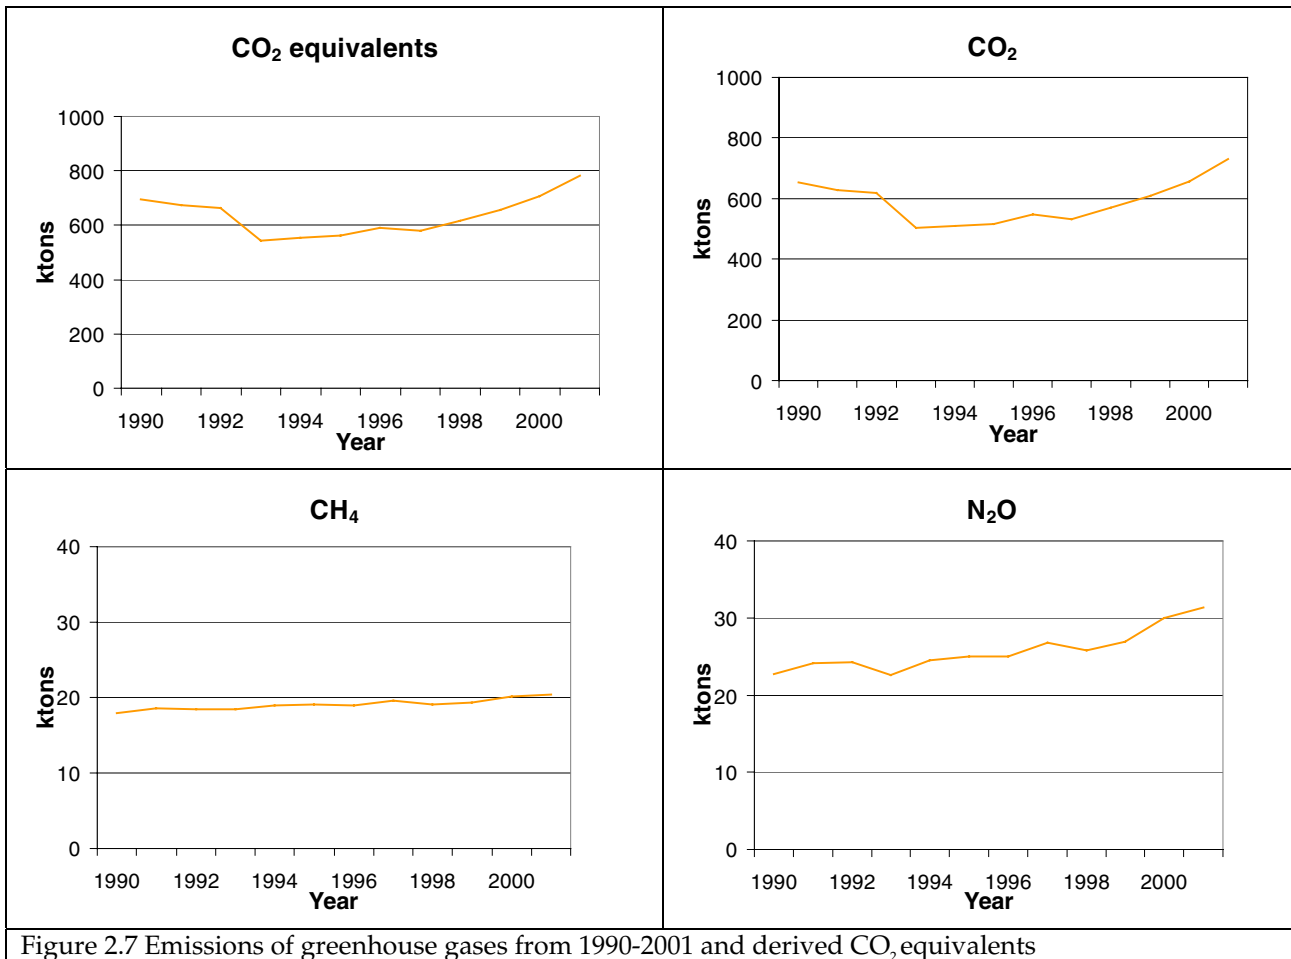 CO₂ equivalents
1000
800
600
400
200
0
ktons
1990 1992 1994 1996 1998 2000
Year
CO₂
1000
800
600
400
200
0
ktons
1990 1992 1994 1996 1998 2000
Year
CH₄
40
30
20
10
0
ktons
1990 1992 1994 1996 1998 2000
Year
N₂O
40
30
20
10
0
ktons
1990 1992 1994 1996 1998 2000
Year
Figure 2.7 Emissions of greenhouse gases from 1990-2001 and derived CO₂ equivalents